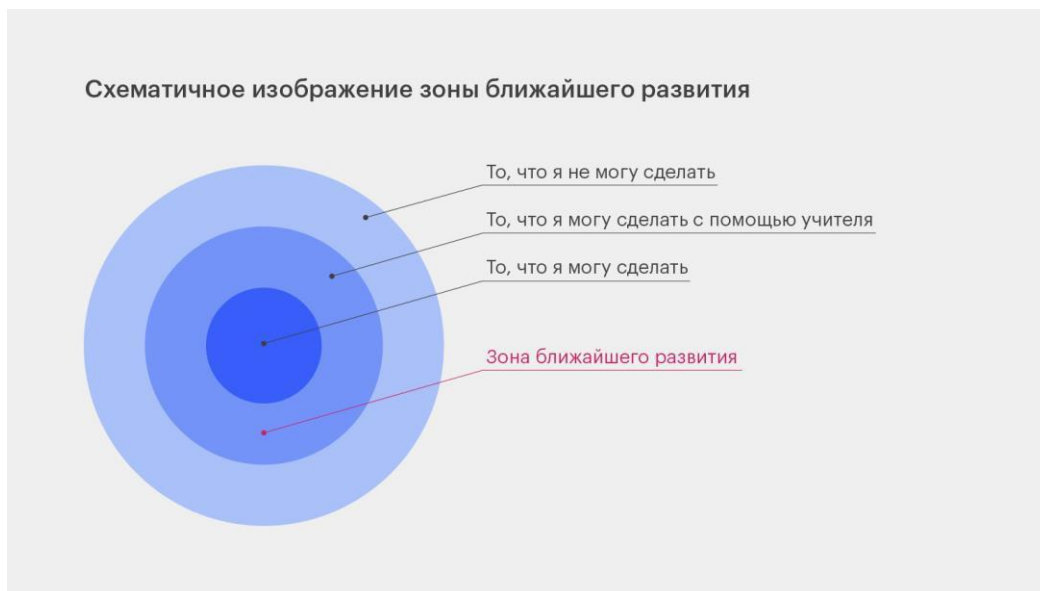 Схематичное изображение зоны ближайшего развития
То, что я не могу сделать
То, что я могу сделать с помощью учителя
То, что я могу сделать
Зона ближайшего развития